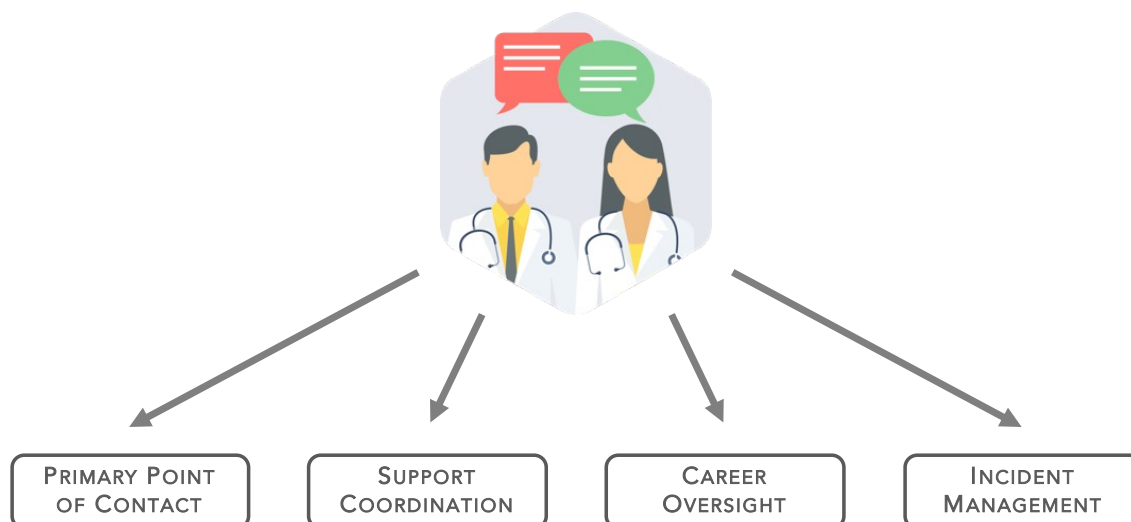 PRIMARY POINT
OF CONTACT
SUPPORT
COORDINATION
CAREER
OVERSIGHT
INCIDENT
MANAGEMENT